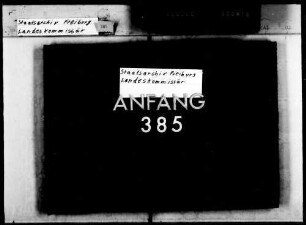 Staatsarchiv Freiburg
Landeskommissär
Staatsarchiv Freiburg
Landeskommissär
ANFANG
385